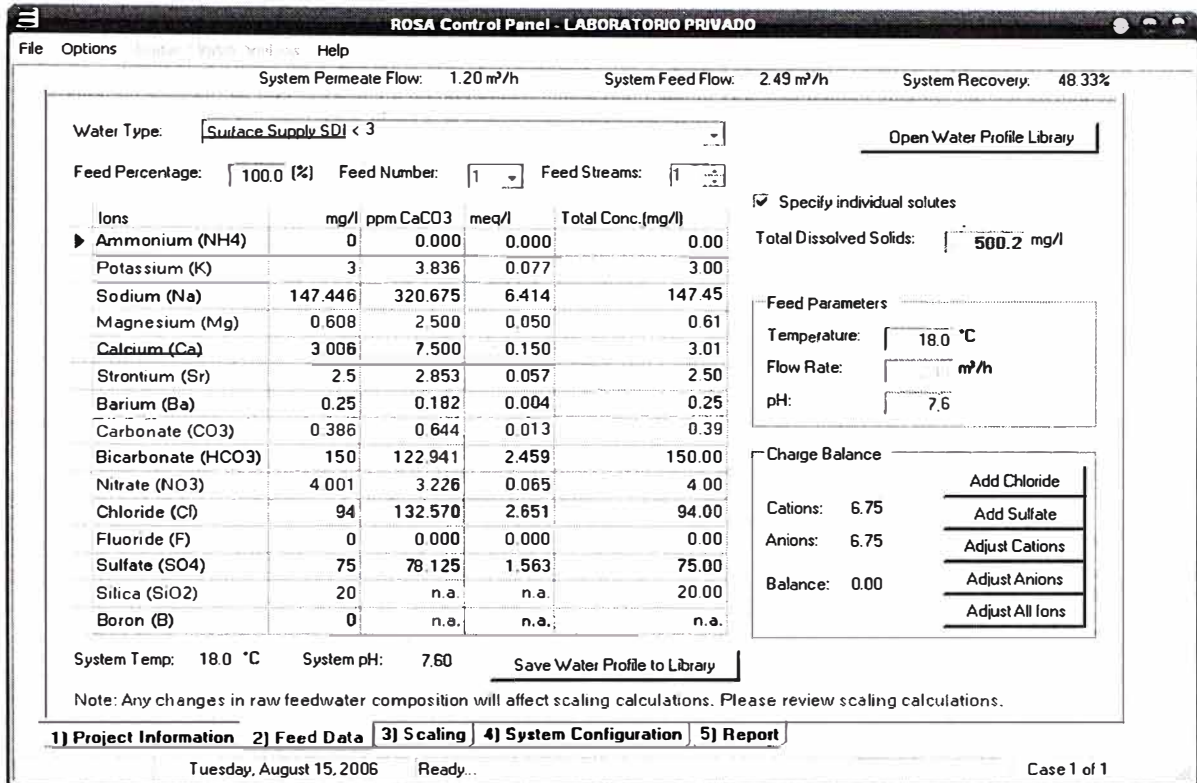 ROSA Control Panel - LABORATORIO PRIVADO
File Options Help
System Permeate Flow: 1.20 m³/h System Feed Flow: 2.49 m³/h System Recovery: 48.33%
Water Type: Surface Supply SDI < 3 Open Water Profile Library
Feed Percentage: 100.0 (%) Feed Number: 1 Feed Streams: 1
Specify individual solutes
Total Dissolved Solids: 500.2 mg/l
Ions mg/l ppm CaCO3 meq/l Total Conc.(mg/l)
Ammonium (NH4) 0 0.000 0.000 0.00
Potassium (K) 3 3.836 0.077 3.00
Sodium (Na) 147.446 320.675 6.414 147.45
Magnesium (Mg) 0.608 2.500 0.050 0.61
Calcium (Ca) 3.006 7.500 0.150 3.01
Strontium (Sr) 2.5 2.853 0.057 2.50
Barium (Ba) 0.25 0.182 0.004 0.25
Carbonate (CO3) 0.386 0.644 0.013 0.39
Bicarbonate (HCO3) 150 122.941 2.459 150.00
Nitrate (NO3) 4.001 3.226 0.065 4.00
Chloride (Cl) 94 132.570 2.651 94.00
Fluoride (F) 0 0.000 0.000 0.00
Sulfate (SO4) 75 78.125 1.563 75.00
Silica (SiO2) 20 n.a. n.a. 20.00
Boron (B) 0 n.a. n.a. n.a.
Feed Parameters
Temperature: 18.0 °C
Flow Rate: m³/h
pH: 7.6
Charge Balance
Cations: 6.75
Anions: 6.75
Balance: 0.00
Add Chloride
Add Sulfate
Adjust Cations
Adjust Anions
Adjust All Ions
System Temp: 18.0 °C System pH: 7.60 Save Water Profile to Library
Note: Any changes in raw feedwater composition will affect scaling calculations. Please review scaling calculations.
1) Project Information 2) Feed Data 3) Scaling 4) System Configuration 5) Report
Tuesday, August 15, 2006 Ready... Case 1 of 1